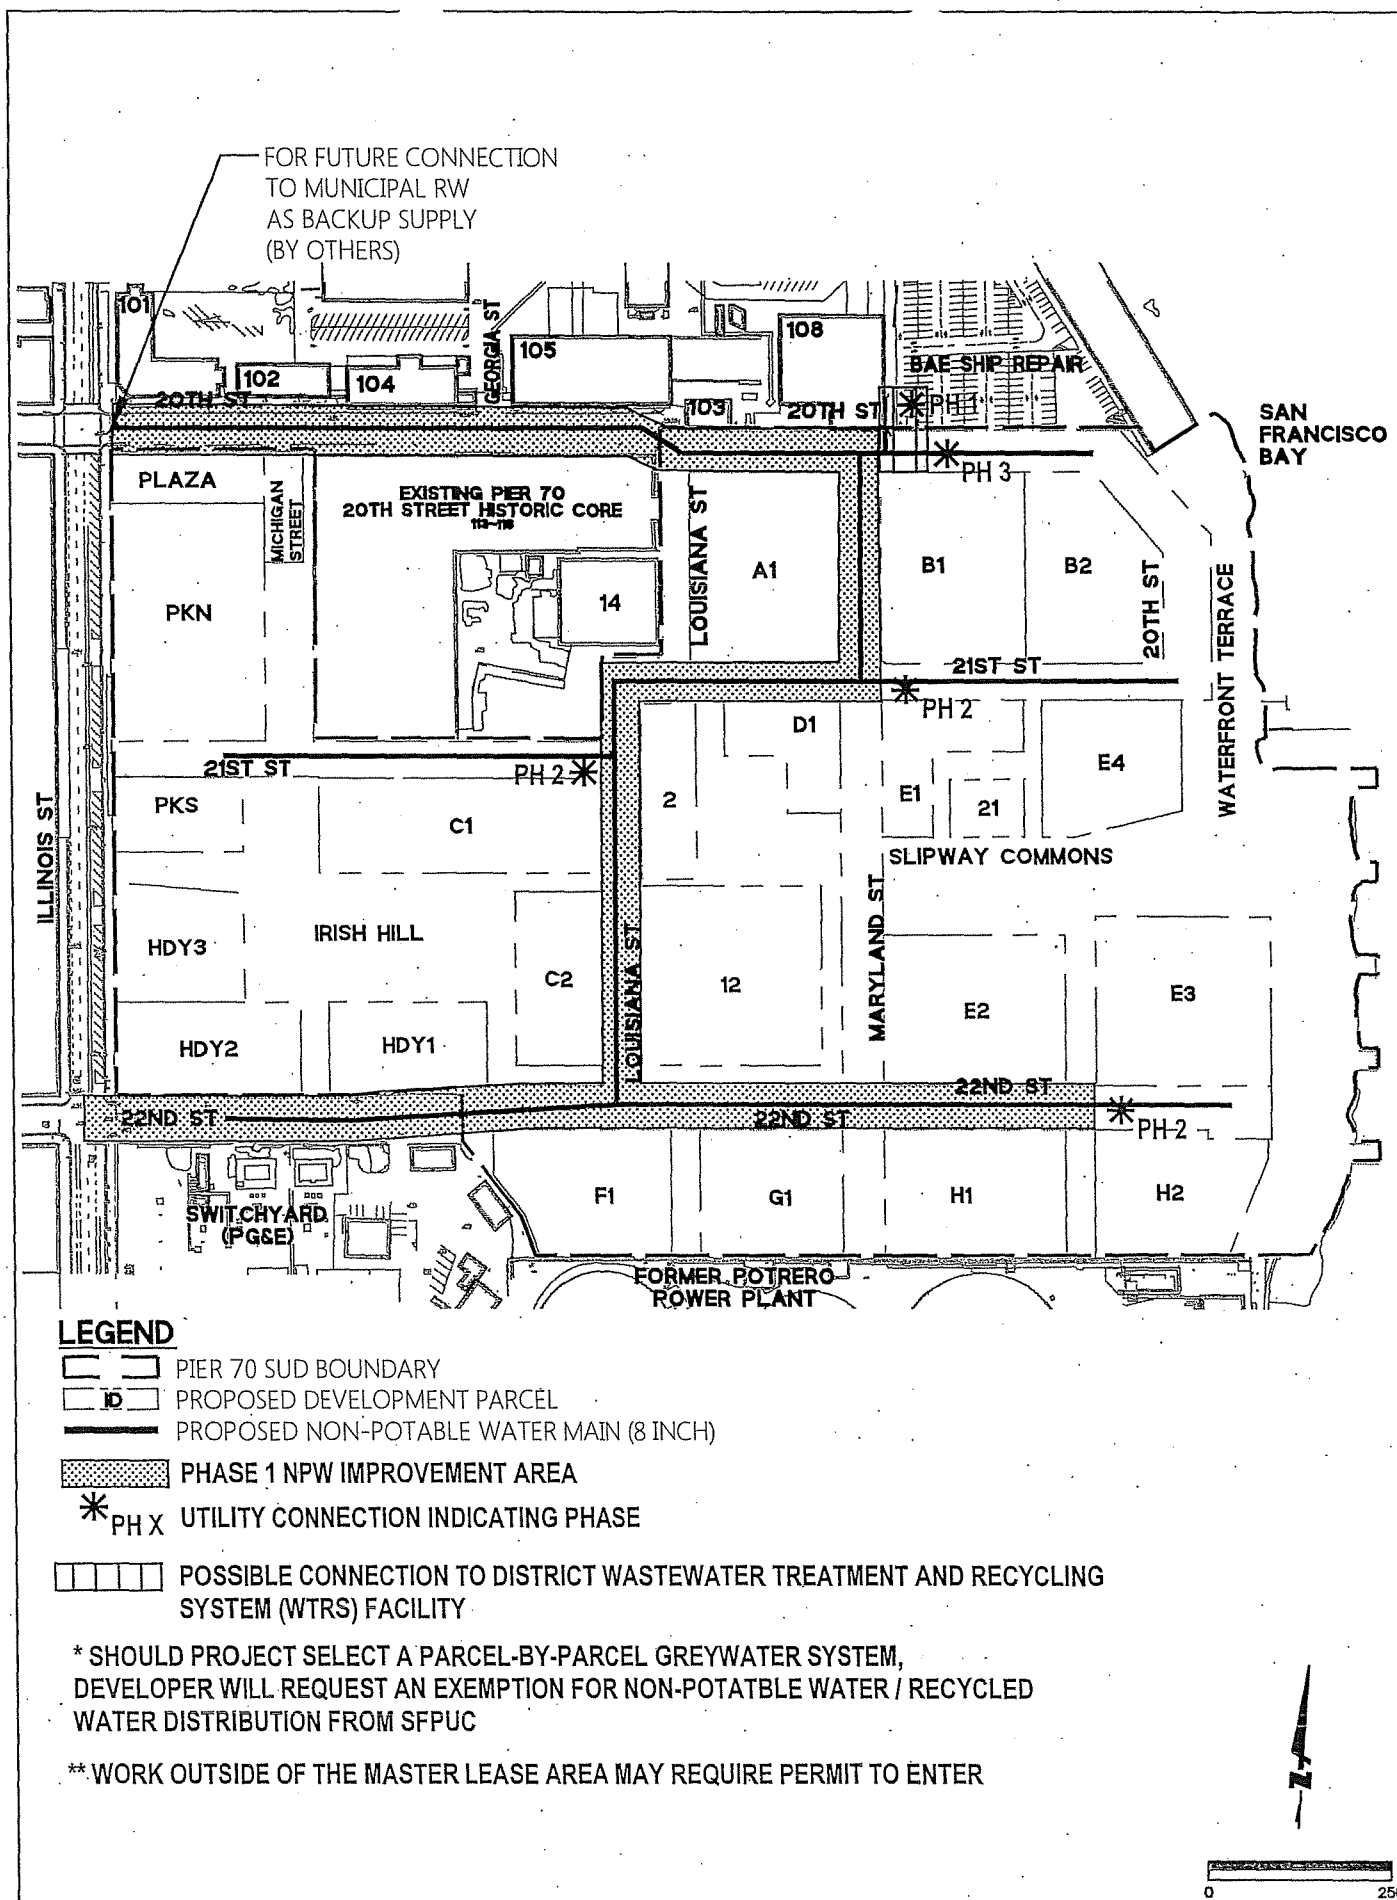 FOR FUTURE CONNECTION
TO MUNICIPAL RW
AS BACKUP SUPPLY
(BY OTHERS)
101
102
104
GEORGIA ST
105
103
108
BAE SHIP REPAIR
PH 1
20TH ST
20TH ST
PH 3
SAN
FRANCISCO
BAY
PLAZA
MICHIGAN
STREET
EXISTING PIER 70
20TH STREET HISTORIC CORE
113-116
LOUISIANA ST
A1
B1
B2
20TH ST
WATERFRONT TERRACE
PKN
14
21ST ST
PH 2
D1
21ST ST
PH 2
E4
2
E1
21
PKS
C1
ILLINOIS ST
SLIPWAY COMMONS
MARYLAND ST
HDY3
IRISH HILL
LOUISIANA ST
C2
12
E2
E3
HDY2
HDY1
22ND ST
22ND ST
22ND ST
PH 2
F1
G1
H1
H2
SWITCHYARD
(PG&E)
FORMER POTRERO
ROWER PLANT
LEGEND
PIER 70 SUD BOUNDARY
ID PROPOSED DEVELOPMENT PARCEL
PROPOSED NON-POTABLE WATER MAIN (8 INCH)
PHASE 1 NPW IMPROVEMENT AREA
PH X UTILITY CONNECTION INDICATING PHASE
POSSIBLE CONNECTION TO DISTRICT WASTEWATER TREATMENT AND RECYCLING
SYSTEM (WTRS) FACILITY
* SHOULD PROJECT SELECT A PARCEL-BY-PARCEL GREYWATER SYSTEM,
DEVELOPER WILL REQUEST AN EXEMPTION FOR NON-POTATBLE WATER / RECYCLED
WATER DISTRIBUTION FROM SFPUC
** WORK OUTSIDE OF THE MASTER LEASE AREA MAY REQUIRE PERMIT TO ENTER
N
0